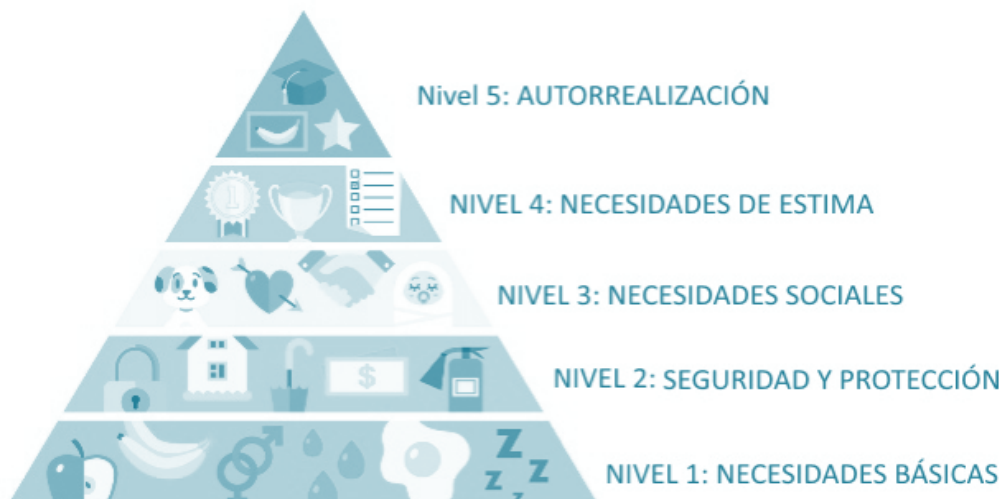 Nivel 5: AUTORREALIZACIÓN
1
NIVEL 4: NECESIDADES DE ESTIMA
NIVEL 3: NECESIDADES SOCIALES
$
NIVEL 2: SEGURIDAD Y PROTECCIÓN
Z
Z
Z
Z
NIVEL 1: NECESIDADES BÁSICAS